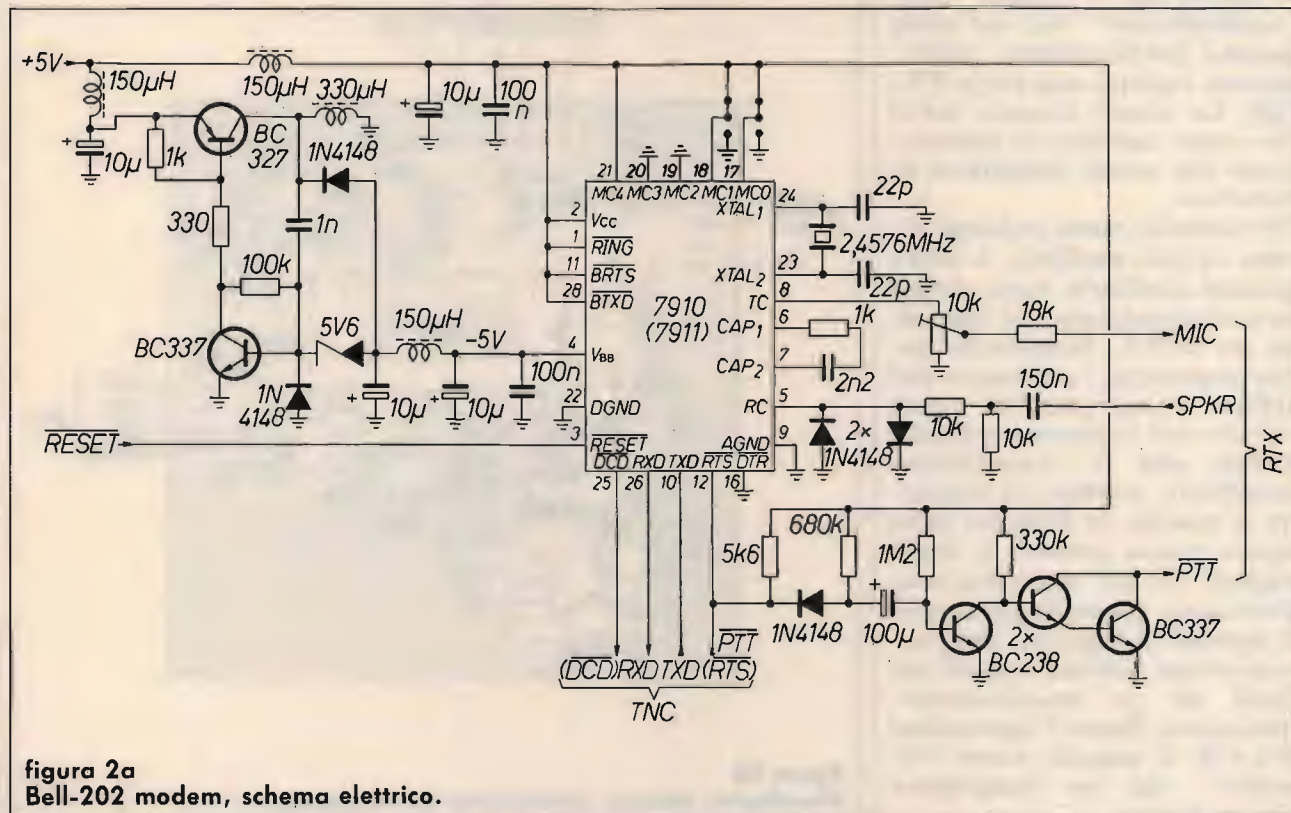 +5V
150µH
150µH
330µH
10µ
100
n
BC
327
10µ
1k
1N4148
330
1n
100k
BC337
5V6
150µH
-5V
1N
4148
10µ
10µ
100n
RESET
21 20 19 18 17
MC4 MC3 MC2 MC1 MC0
2 Vcc
1 RING
11 BRTS
28 BTXD
7910
(7911)
4 VBB
22 DGND
3 RESET
DCD RXD TXD RTS DTR
25 26 10 12 16
XTAL1 24
XTAL2 23
TC 8
CAP1 6
CAP2 7
RC 5
AGND 9
22p
2,4576MHz
22p
10k
18k
MIC
1k
2n2
150n
SPKR
10k
10k
2×
1N4148
RTX
5k6
680k
1M2
330k
PTT
1N4148
100µ
2×
BC238
BC337
PTT
(DCD) RXD TXD (RTS)
TNC
figura 2a
Bell-202 modem, schema elettrico.